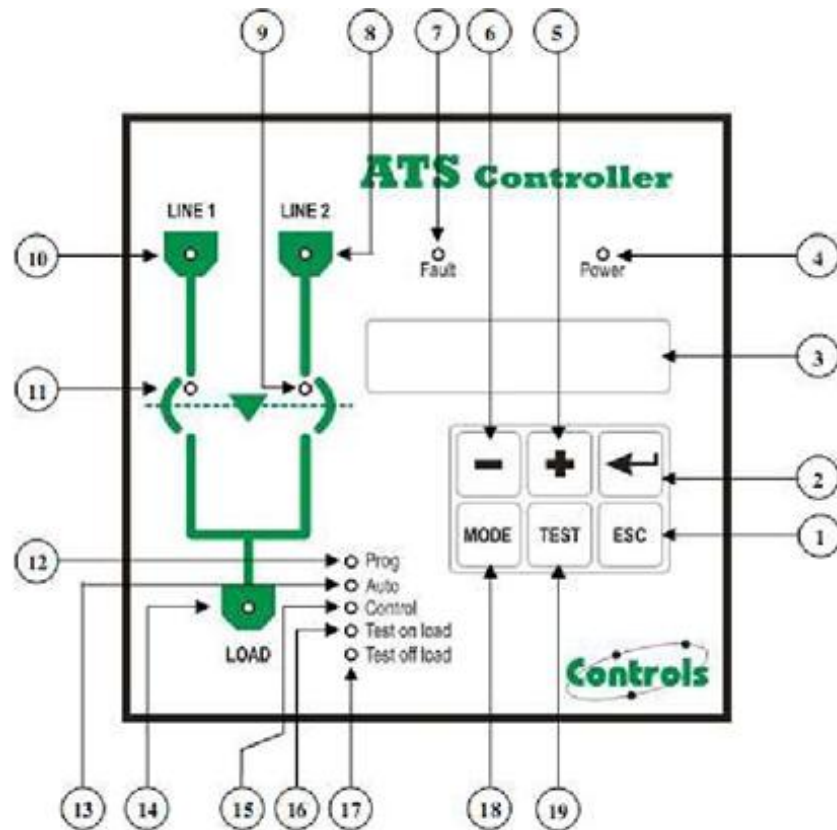 9 8 7 6 5
ATS Controller
LINE 1 LINE 2
10 4
Fault Power
3
11
2
MODE TEST ESC 1
12 Prog
Auto
Control
Test on load
LOAD Test off load
Controls
13 14 15 16 17 18 19